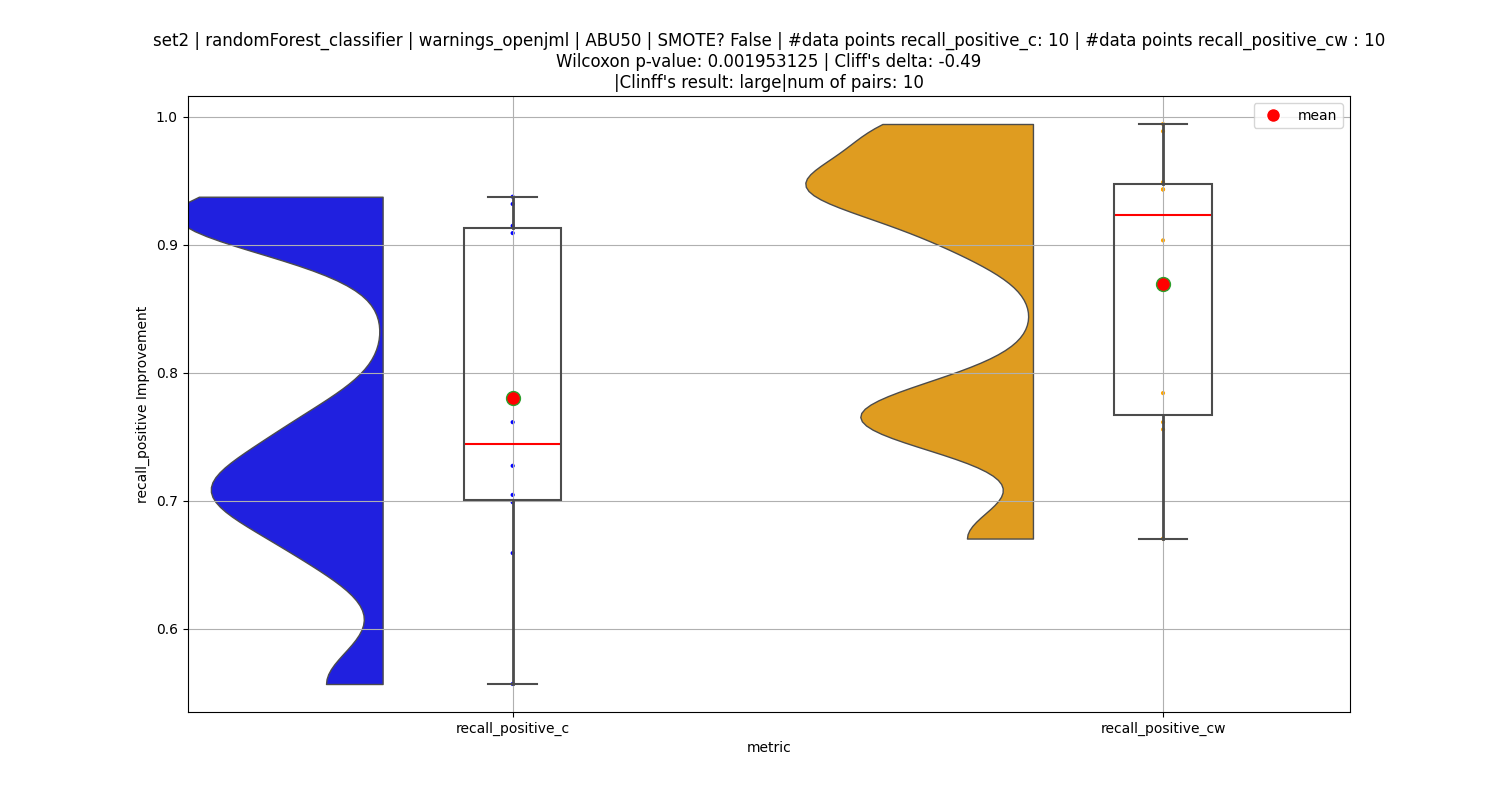 set2 | randomForest_classifier | warnings_openjml | ABU50 | SMOTE? False | #data points recall_positive_c: 10 | #data points recall_positive_cw : 10
Wilcoxon p-value: 0.001953125 | Cliff's delta: -0.49
|Clinff's result: large|num of pairs: 10
mean
1.0
0.9
0.8
0.7
0.6
recall_positive Improvement
recall_positive_c
recall_positive_cw
metric